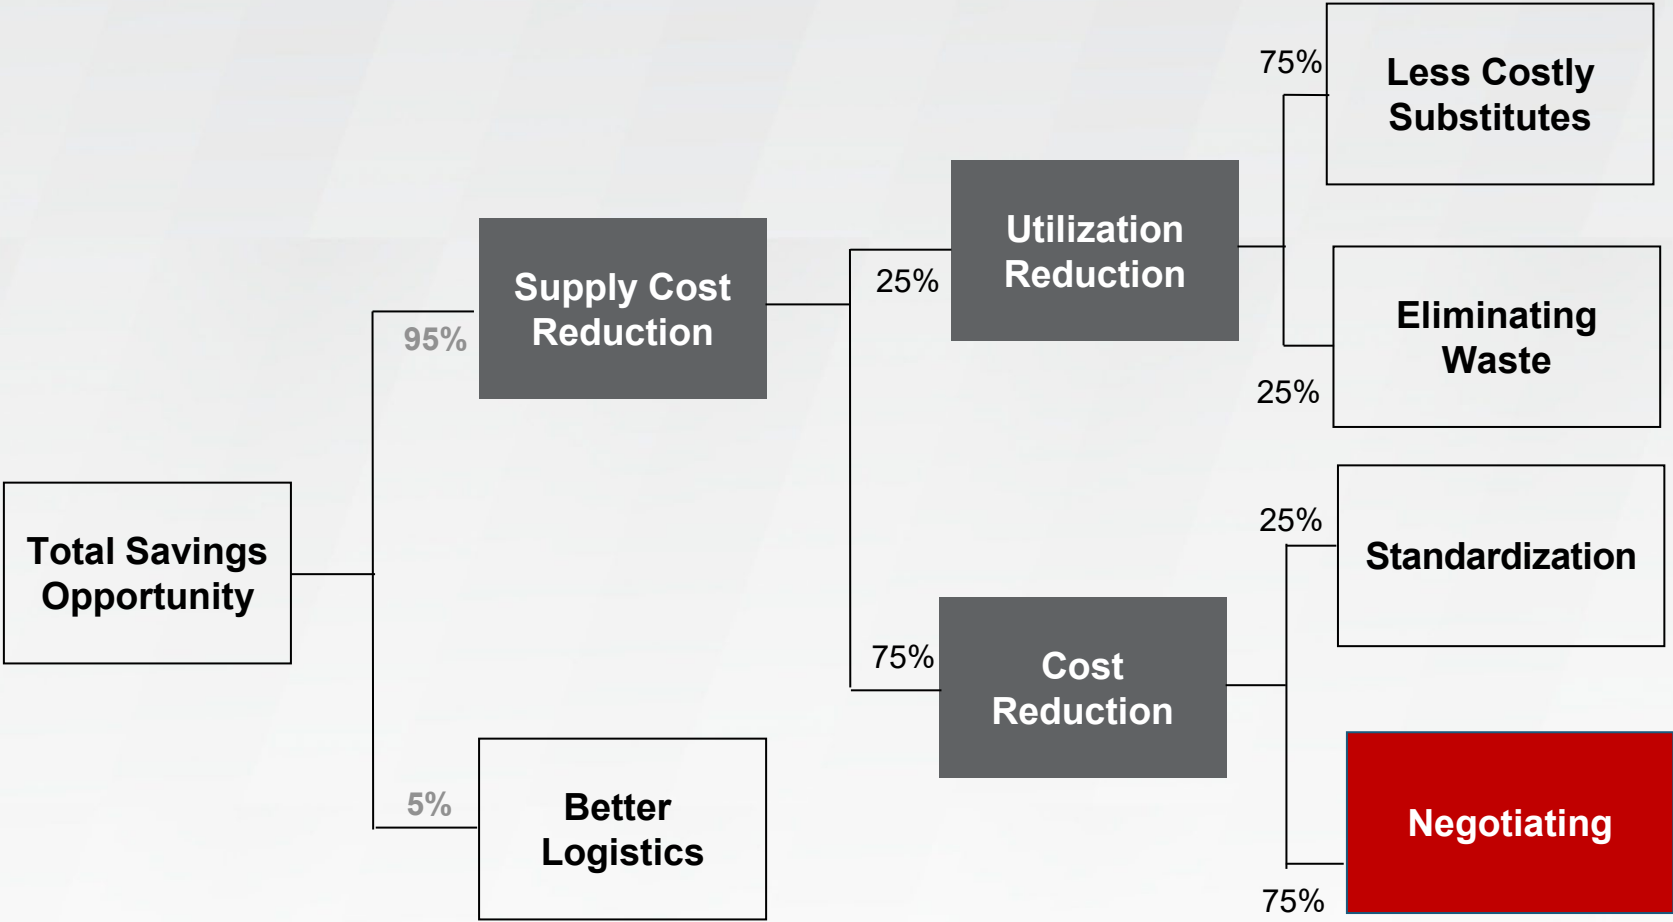 75%
Less Costly
Substitutes
Utilization
Reduction
25%
Supply Cost
Reduction
95%
Eliminating
Waste
25%
Total Savings
Opportunity
25%
Standardization
75%
Cost
Reduction
5%
Better
Logistics
Negotiating
75%